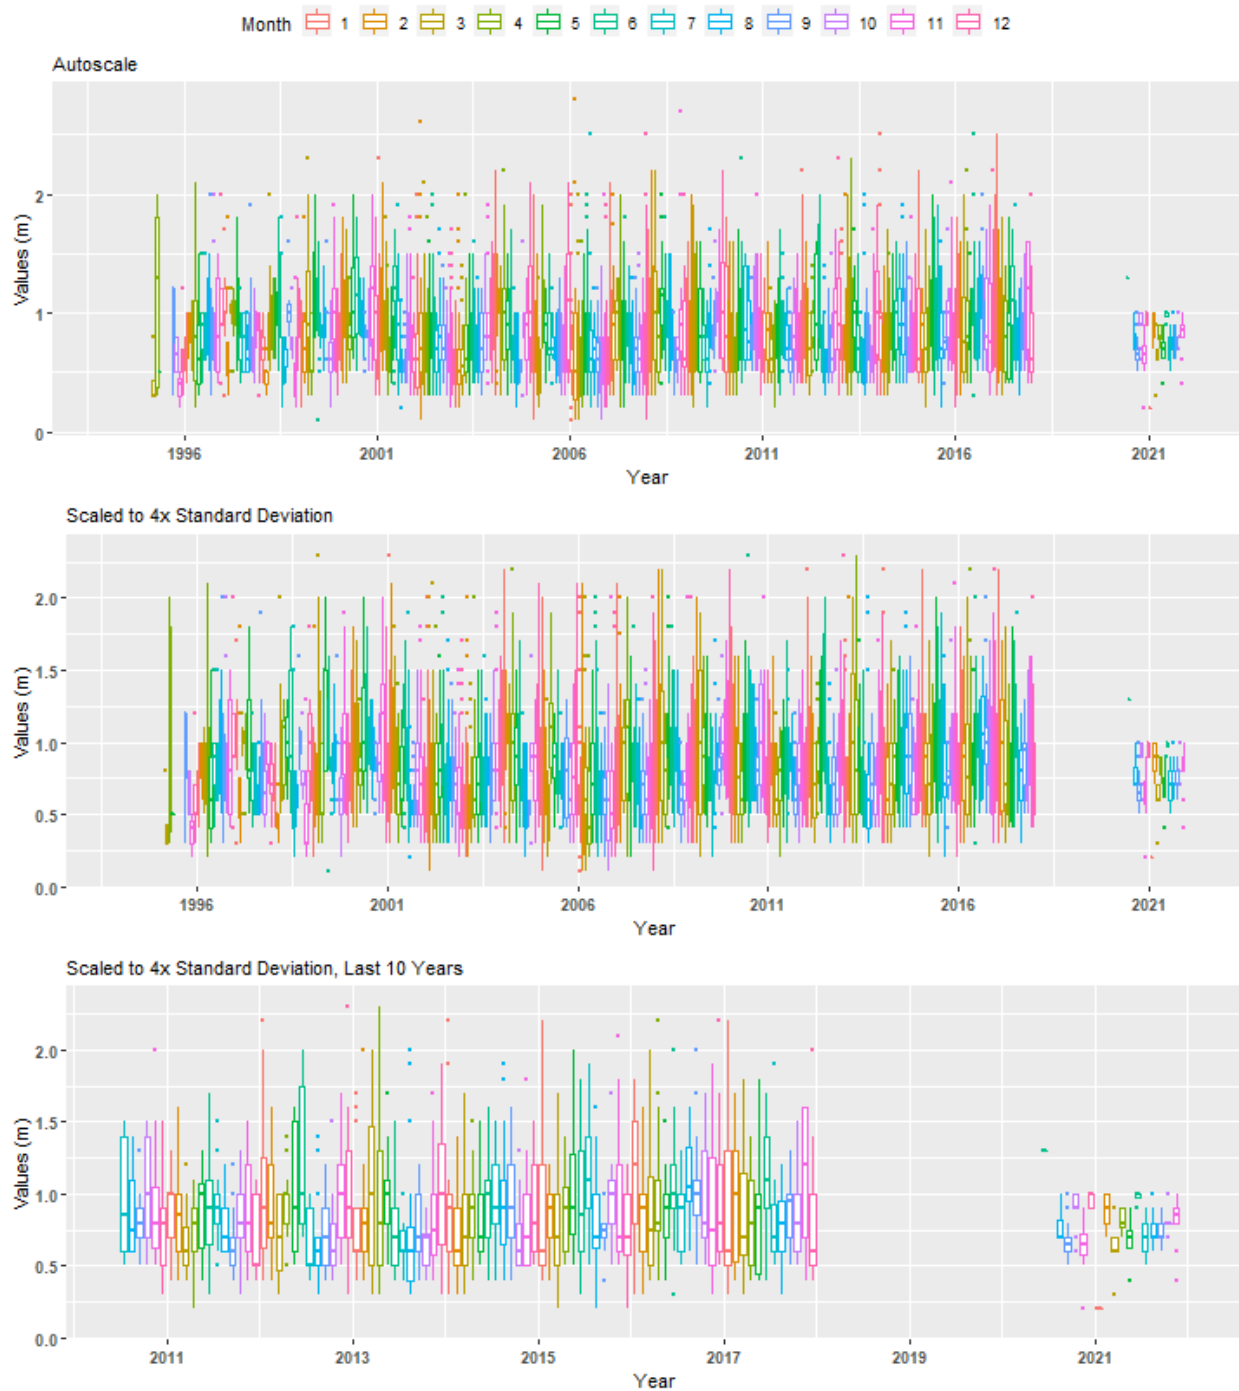 Month 1 2 3 4 5 6 7 8 9 10 11 12
Autoscale
Values (m)
2
1
0
1996 2001 2006 2011 2016 2021
Year
Scaled to 4x Standard Deviation
Values (m)
2.0
1.5
1.0
0.5
0.0
1996 2001 2006 2011 2016 2021
Year
Scaled to 4x Standard Deviation, Last 10 Years
Values (m)
2.0
1.5
1.0
0.5
0.0
2011 2013 2015 2017 2019 2021
Year